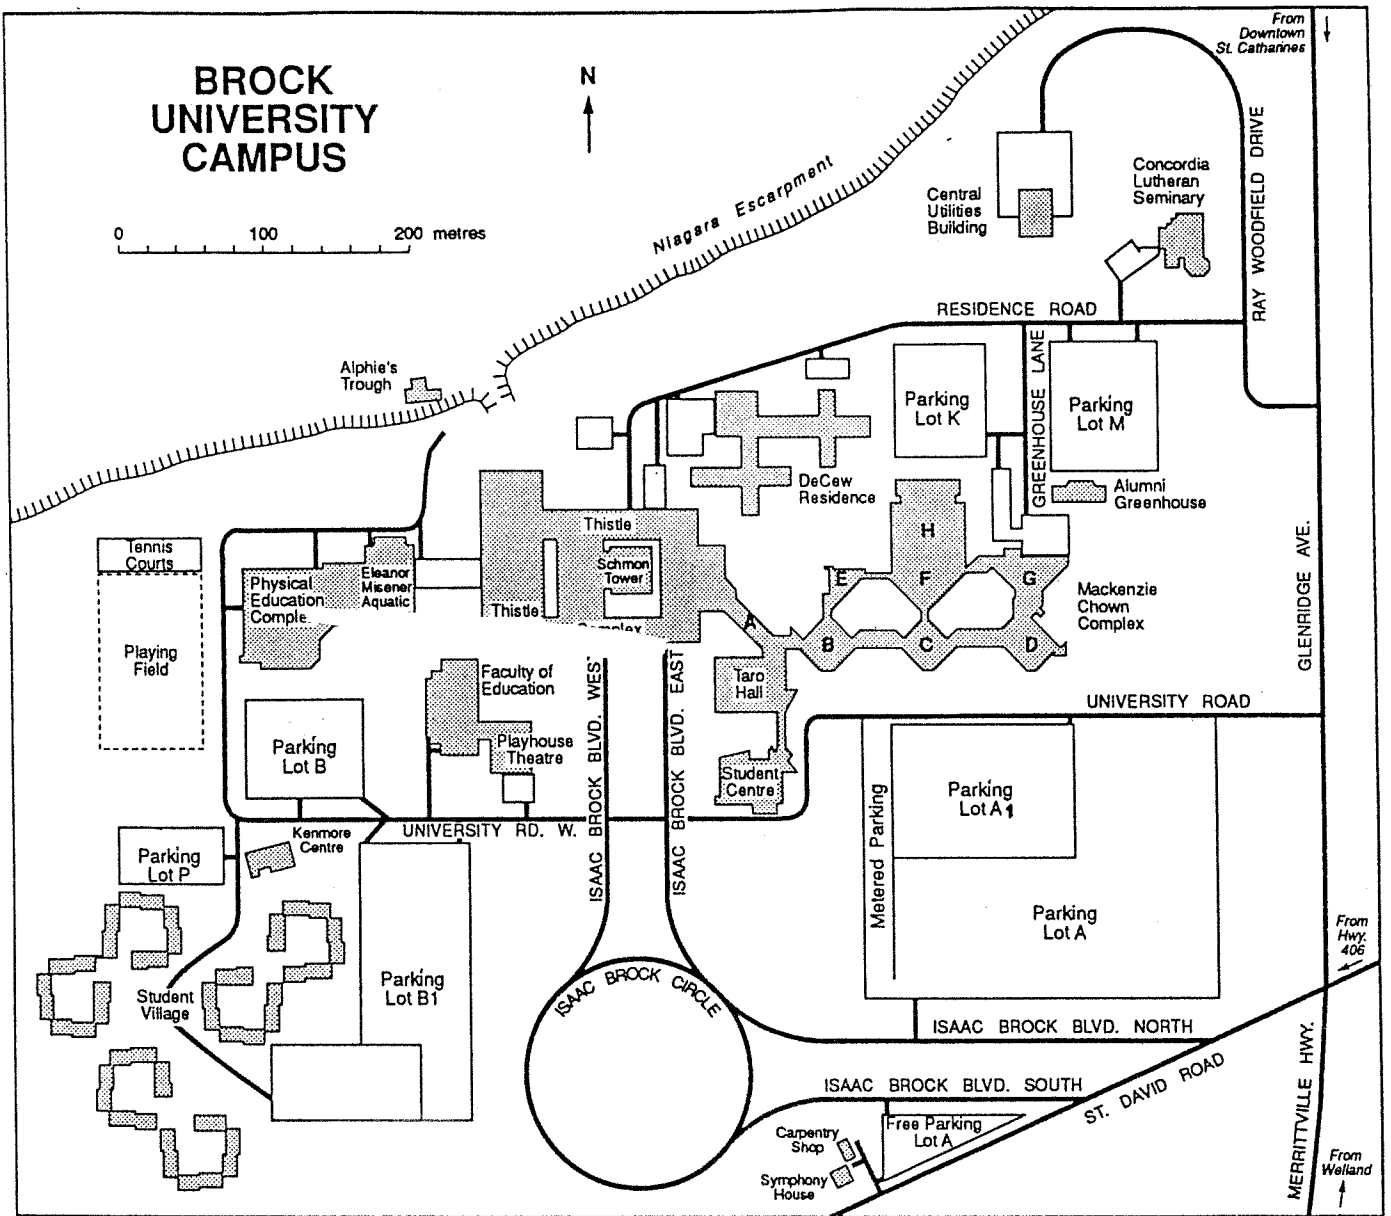 BROCK
UNIVERSITY
CAMPUS
N
0 100 200 metres
From
Downtown
St. Catharines
Niagara Escarpment
Central
Utilities
Building
Concordia
Lutheran
Seminary
RAY WOODFIELD DRIVE
RESIDENCE ROAD
Alphie's
Trough
Parking
Lot K
GREENHOUSE LANE
Parking
Lot M
DeCew
Residence
Alumni
Greenhouse
GLENRIDGE AVE.
Tennis
Courts
Physical
Education
Comple
Eleanor
Misener
Aquatic
Thistle
Schmon
Tower
Thistle
Complex
H
E
F
G
A
B
C
D
Mackenzie
Chown
Complex
Playing
Field
Faculty of
Education
Taro
Hall
UNIVERSITY ROAD
Parking
Lot B
Playhouse
Theatre
ISAAC BROCK BLVD. WEST
ISAAC BROCK BLVD. EAST
Student
Centre
Metered Parking
Parking
Lot A1
Kenmore
Centre
UNIVERSITY RD. W.
Parking
Lot P
Parking
Lot A
From
Hwy.
406
Student
Village
Parking
Lot B1
ISAAC BROCK CIRCLE
ISAAC BROCK BLVD. NORTH
ISAAC BROCK BLVD. SOUTH
ST. DAVID ROAD
MERRITTVILLE HWY.
Free Parking
Lot A
Carpentry
Shop
Symphony
House
From
Welland